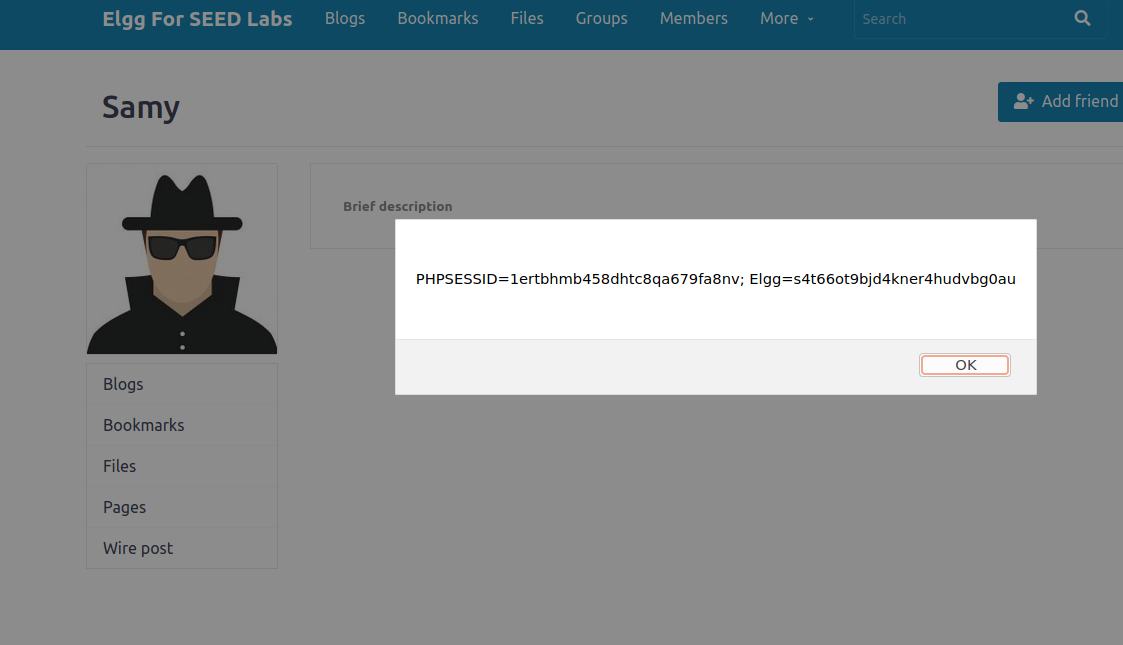 Elgg For SEED Labs Blogs Bookmarks Files Groups Members More Search
Samy
Add friend
Brief description
PHPSESSID=1ertbhmb458dhtc8qa679fa8nv; Elgg=s4t66ot9bjd4kner4hudvbg0au
OK
Blogs
Bookmarks
Files
Pages
Wire post